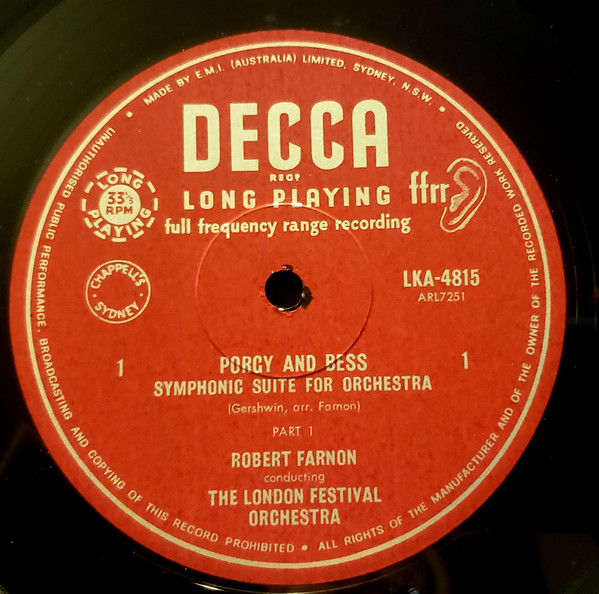 MADE BY E.M.I. (AUSTRALIA) LIMITED, SYDNEY, N.S.W. •
UNAUTHORISED PUBLIC PERFORMANCE, BROADCASTING AND COPYING OF THIS RECORD PROHIBITED • ALL RIGHTS OF THE MANUFACTURER AND OF THE OWNER OF THE RECORDED WORK RESERVED •
DECCA
REGD
LONG PLAYING
ffrr
full frequency range recording
LONG
33⅓
RPM
PLAYING
CHAPPELL'S
SYDNEY
LKA-4815
ARL7251
1
1
PORGY AND BESS
SYMPHONIC SUITE FOR ORCHESTRA
(Gershwin, arr. Farnon)
PART 1
ROBERT FARNON
conducting
THE LONDON FESTIVAL
ORCHESTRA